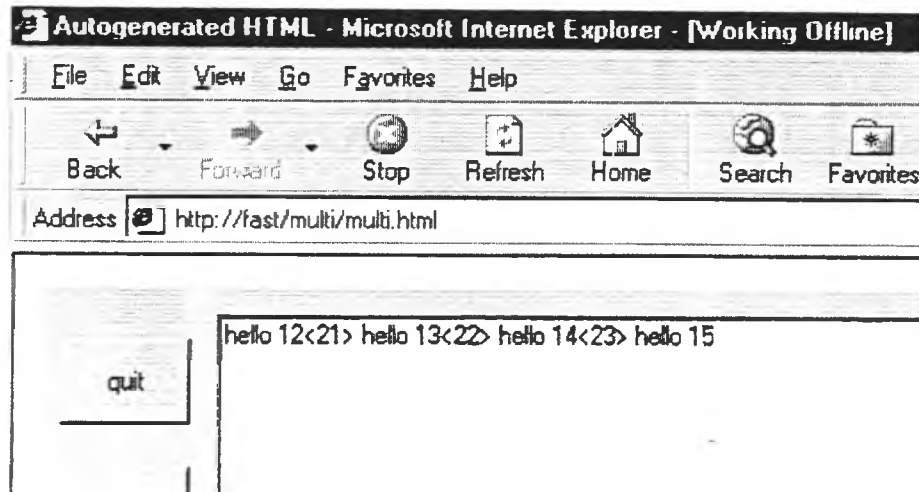 Autogenerated HTML - Microsoft Internet Explorer - [Working Offline]
File Edit View Go Favorites Help
Back Forward Stop Refresh Home Search Favorites
Address http://fast/multi/multi.html
hello 12<21> hello 13<22> hello 14<23> hello 15
quit